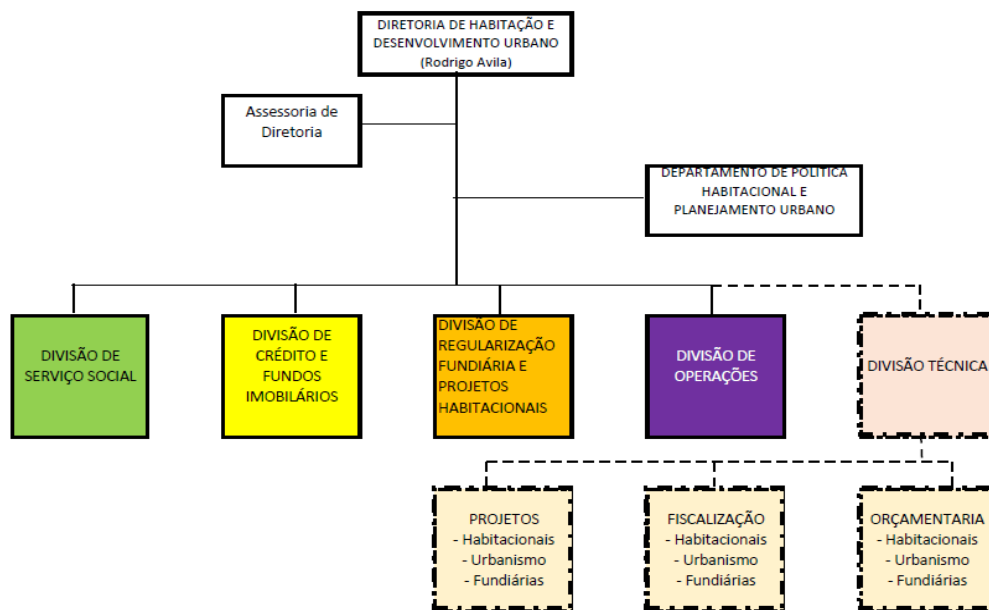 DIRETORIA DE HABITAÇÃO E
DESENVOLVIMENTO URBANO
(Rodrigo Avila)
Assessoria de
Diretoria
DEPARTAMENTO DE POLITICA
HABITACIONAL E
PLANEJAMENTO URBANO
DIVISÃO DE
SERVIÇO SOCIAL
DIVISÃO DE
CRÉDITO E
FUNDOS
IMOBILÁRIOS
DIVISÃO DE
REGULARIZAÇÃO
FUNDIÁRIA E
PROJETOS
HABITACIONAIS
DIVISÃO DE
OPERAÇÕES
DIVISÃO TÉCNICA
PROJETOS
- Habitacionais
- Urbanismo
- Fundiárias
FISCALIZAÇÃO
- Habitacionais
- Urbanismo
- Fundiárias
ORÇAMENTARIA
- Habitacionais
- Urbanismo
- Fundiárias